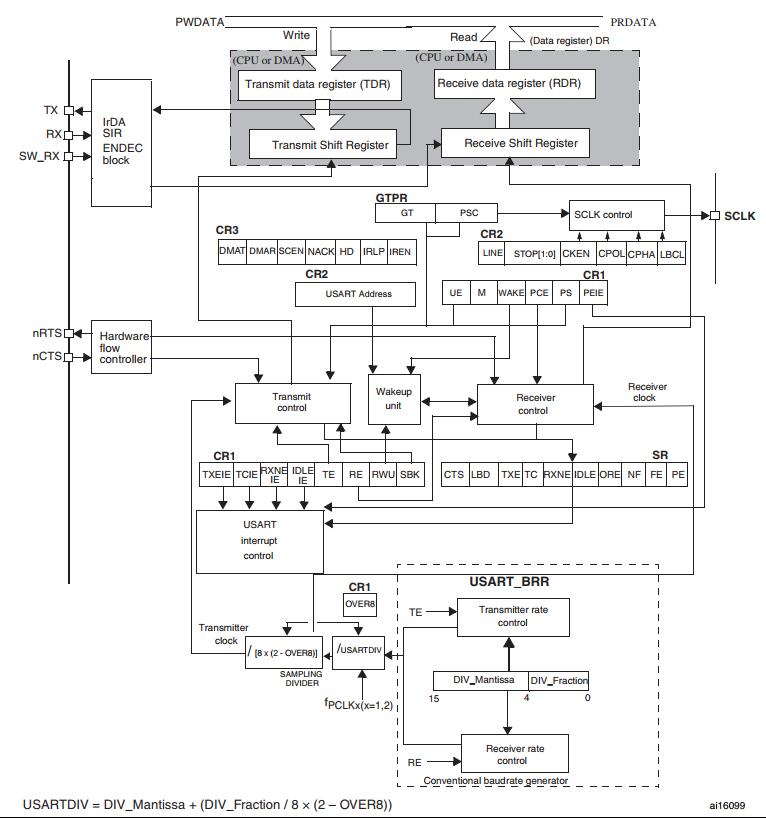 PWDATA
PRDATA
Write
Read
(Data register) DR
(CPU or DMA)
(CPU or DMA)
Transmit data register (TDR)
Receive data register (RDR)
TX
RX
SW_RX
IrDA
SIR
ENDEC
block
Transmit Shift Register
Receive Shift Register
GTPR
GT
PSC
SCLK control
SCLK
CR3
DMAT
DMAR
SCEN
NACK
HD
IRLP
IREN
CR2
LINE
STOP[1:0]
CKEN
CPOL
CPHA
LBCL
CR2
USART Address
CR1
UE
M
WAKE
PCE
PS
PEIE
nRTS
nCTS
Hardware
flow
controller
Transmit
control
Wakeup
unit
Receiver
control
Receiver
clock
CR1
TXEIE
TCIE
RXNE
IE
IDLE
IE
TE
RE
RWU
SBK
SR
CTS
LBD
TXE
TC
RXNE
IDLE
ORE
NF
FE
PE
USART
interrupt
control
CR1
OVER8
USART_BRR
TE
Transmitter rate
control
Transmitter
clock
/ [8 x (2 - OVER8)]
/USARTDIV
SAMPLING
DIVIDER
DIV_Mantissa
DIV_Fraction
15
4
0
fPCLKx(x=1,2)
RE
Receiver rate
control
Conventional baudrate generator
USARTDIV = DIV_Mantissa + (DIV_Fraction / 8 × (2 – OVER8))
ai16099